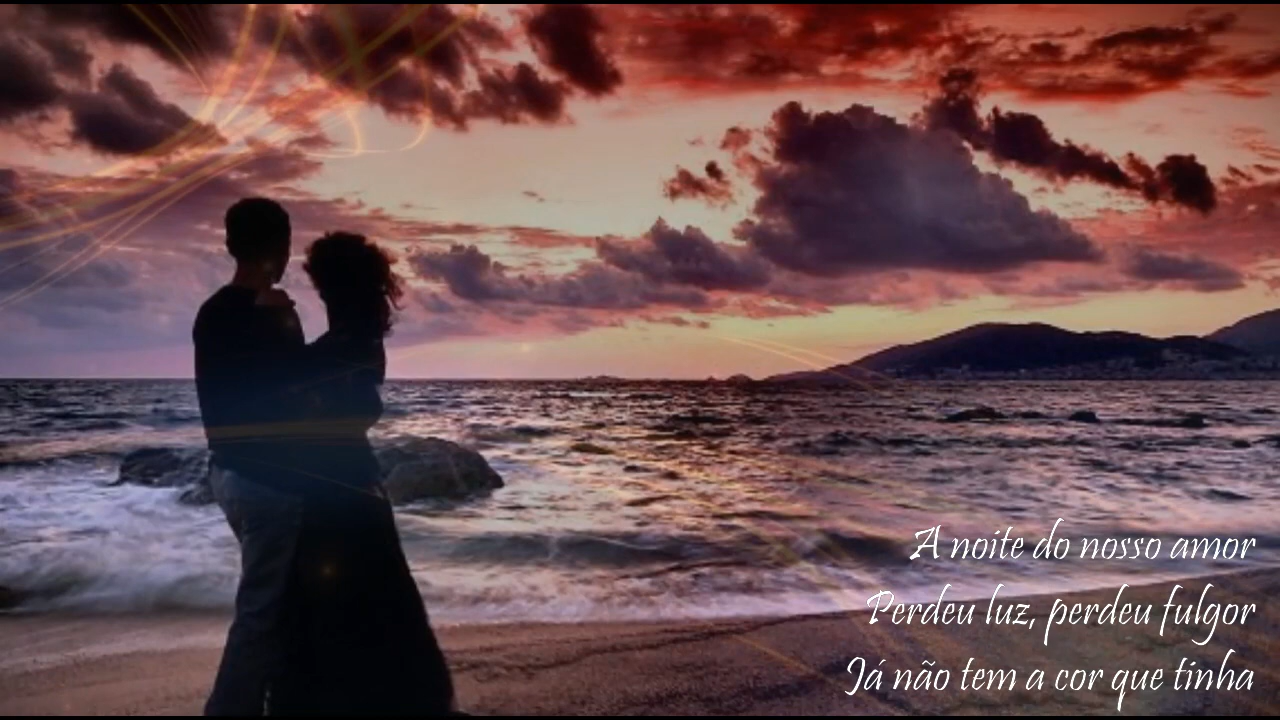 A noite do nosso amor
Perdeu luz, perdeu fulgor
Já não tem a cor que tinha